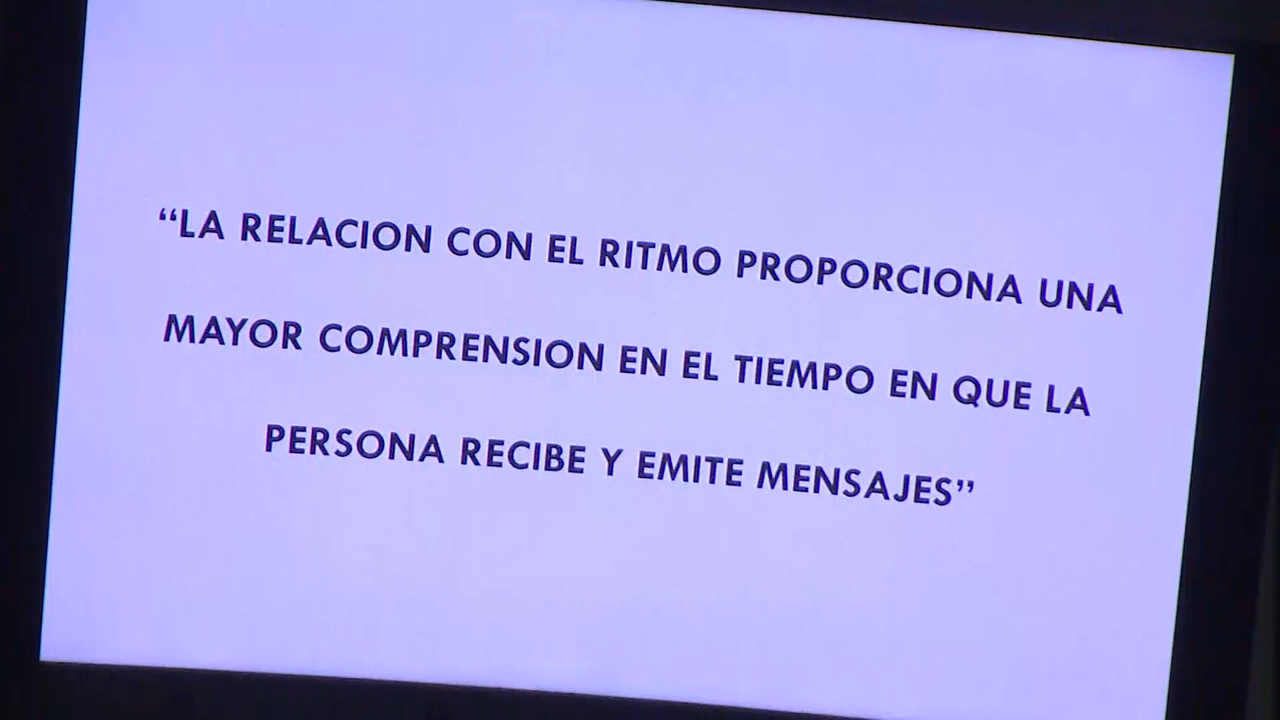 “LA RELACION CON EL RITMO PROPORCIONA UNA
MAYOR COMPRENSION EN EL TIEMPO EN QUE LA
PERSONA RECIBE Y EMITE MENSAJES”